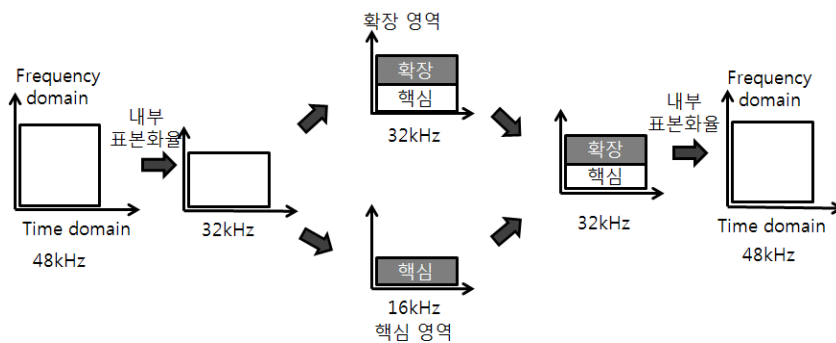 Frequency
domain
Time domain
48kHz
내부
표본화율
32kHz
확장 영역
확장
핵심
32kHz
핵심
16kHz
핵심 영역
확장
핵심
32kHz
내부
표본화율
Frequency
domain
Time domain
48kHz